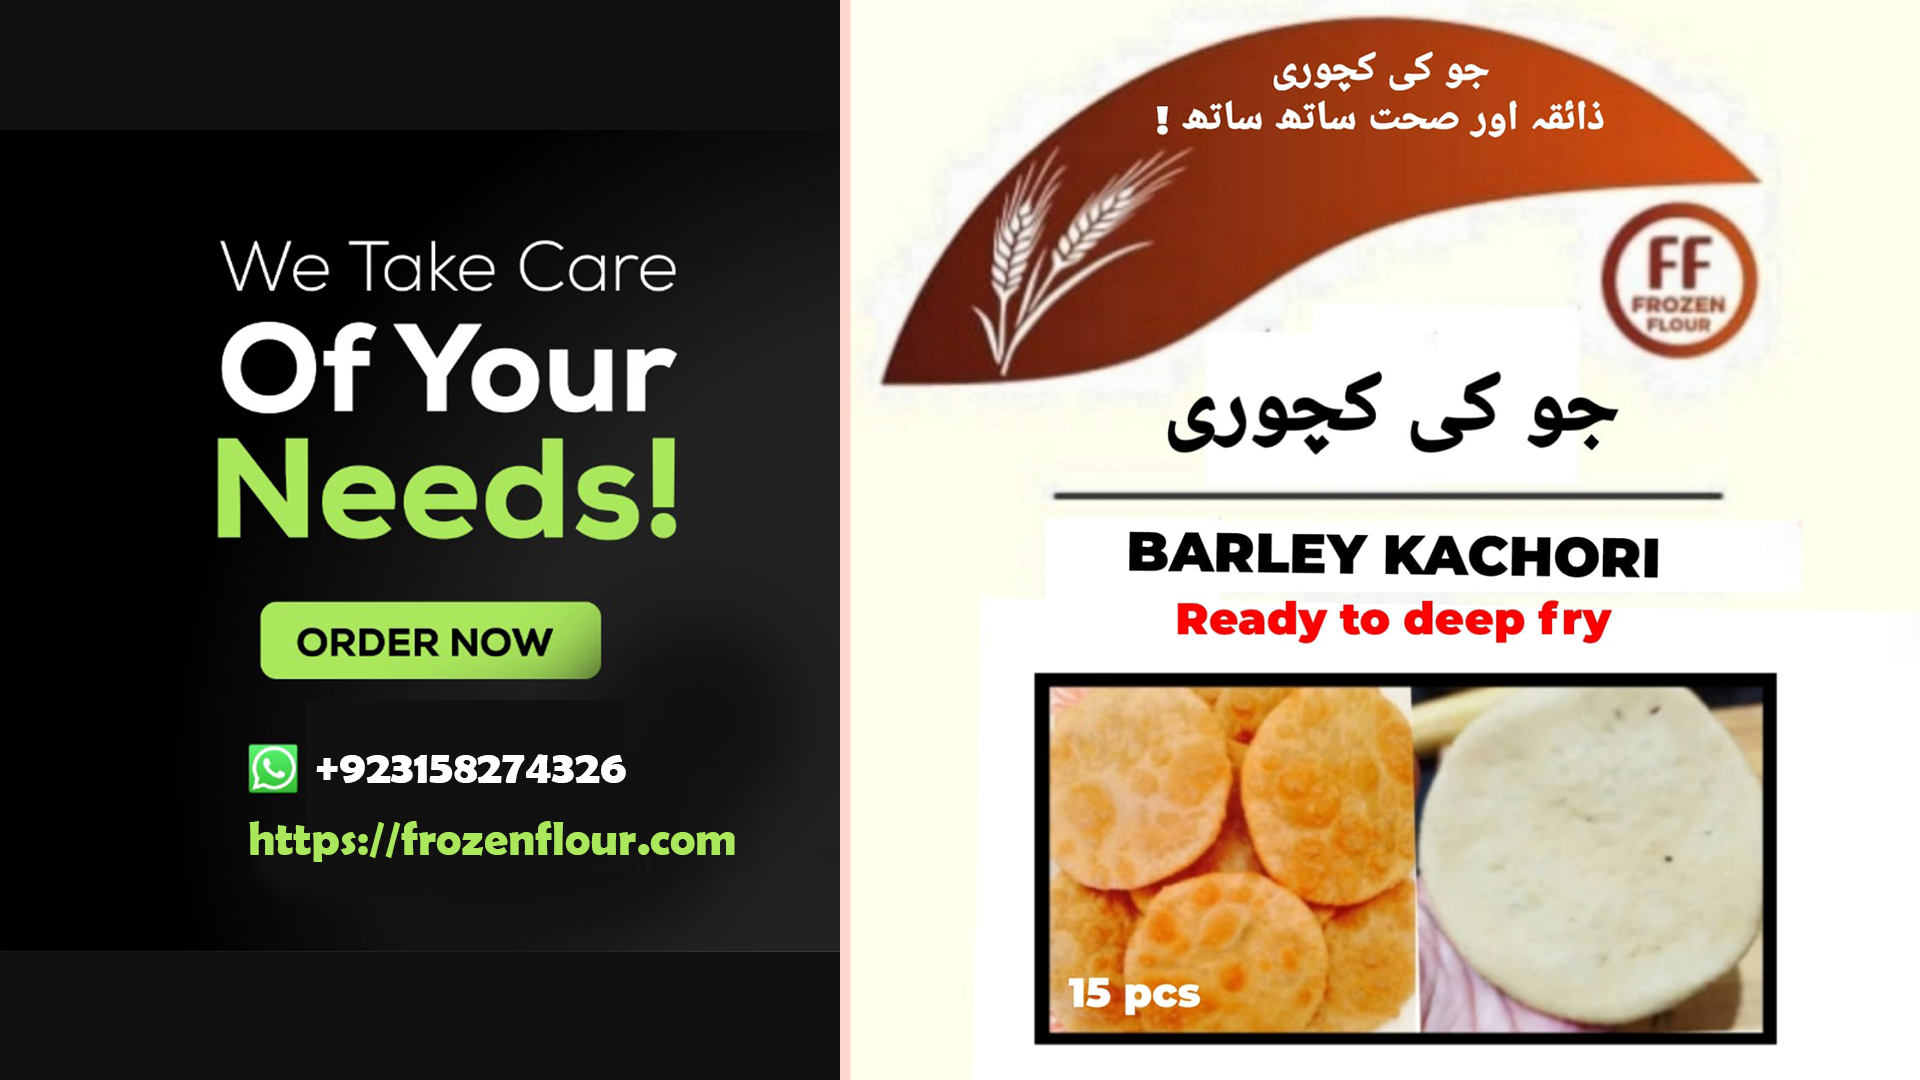 We Take Care
Of Your
Needs!
ORDER NOW
+923158274326
https://frozenflour.com
جو کی کچوری
ذائقہ اور صحت ساتھ ساتھ !
FF
FROZEN
FLOUR
جو کی کچوری
BARLEY KACHORI
Ready to deep fry
15 pcs